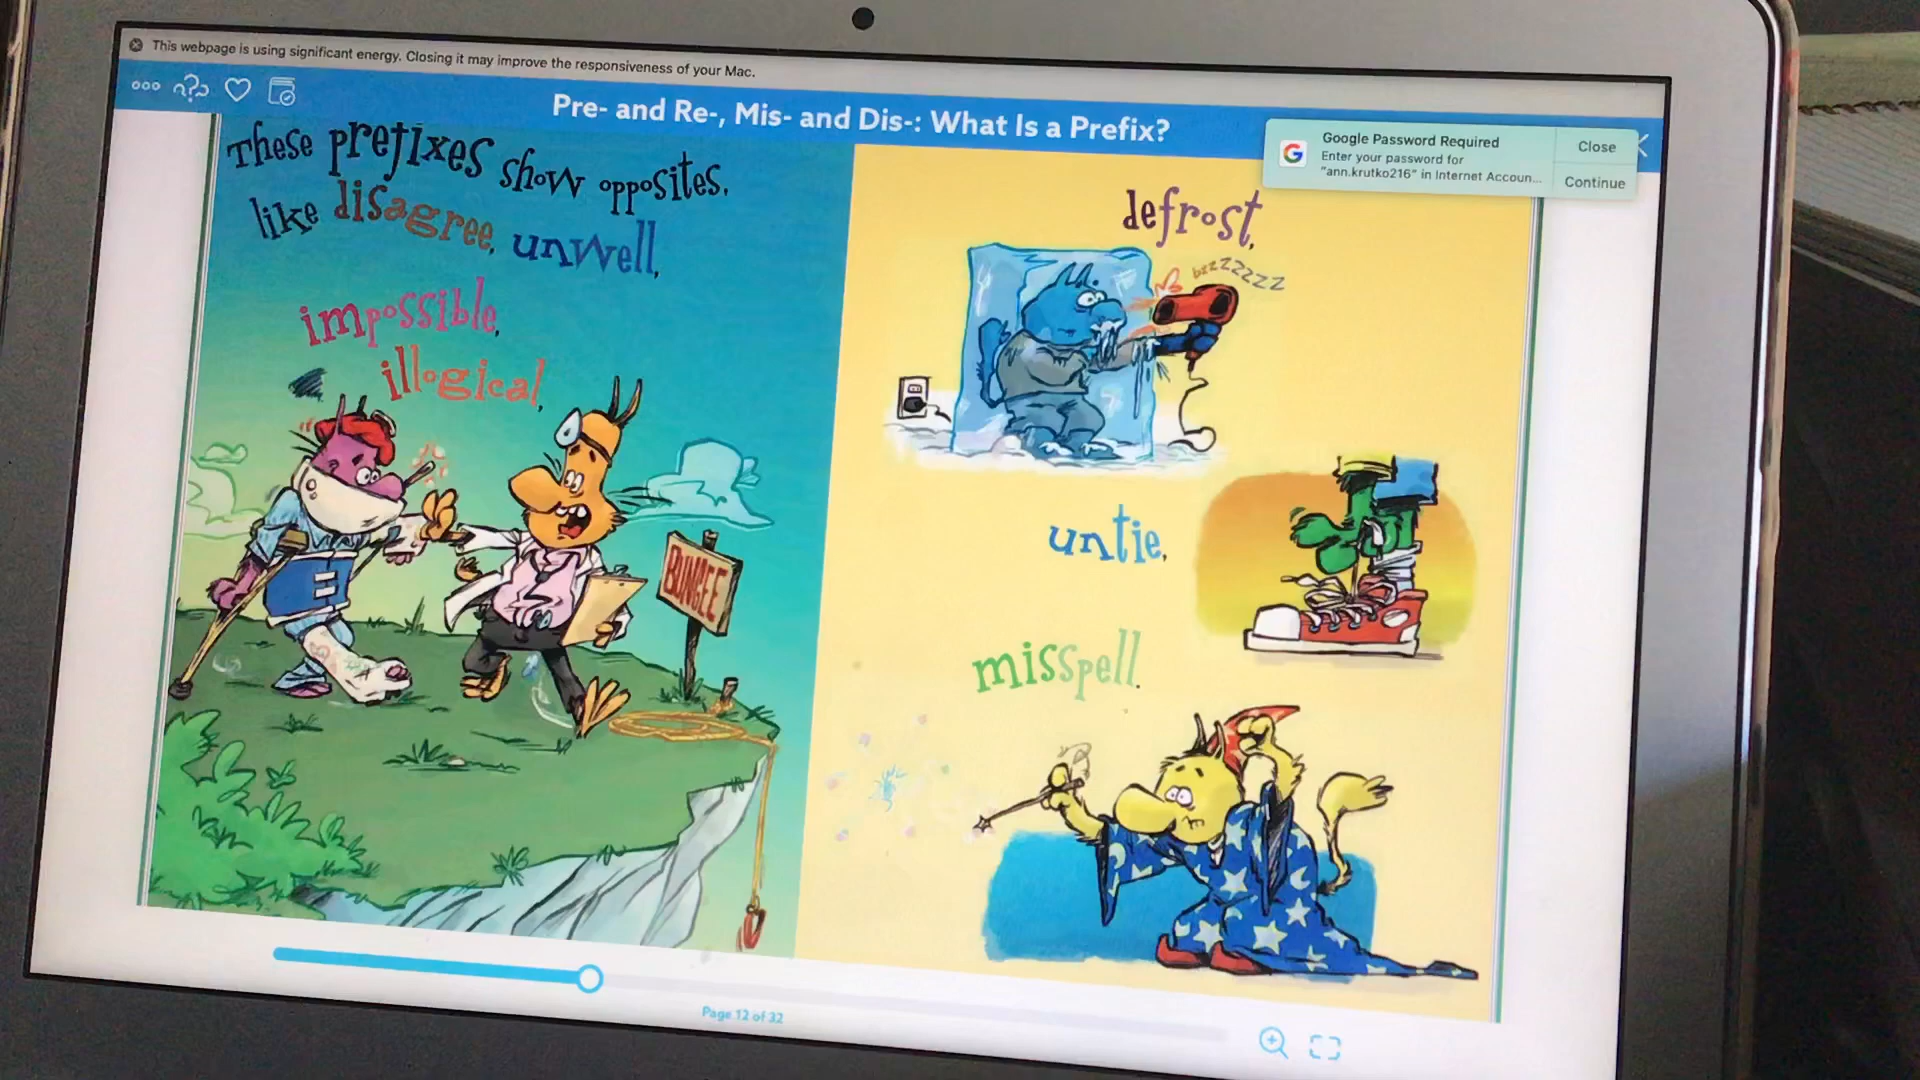 This webpage is using significant energy. Closing it may improve the responsiveness of your Mac.
Pre- and Re-, Mis- and Dis-: What Is a Prefix?
Google Password Required
Enter your password for
"ann.krutko216" in Internet Accoun...
Close
Continue
These prefixes show opposites,
like disagree, unwell,
impossible,
illogical,
BUNGEE
defrost,
bzzzzzzzz
untie,
misspell.
Page 12 of 32